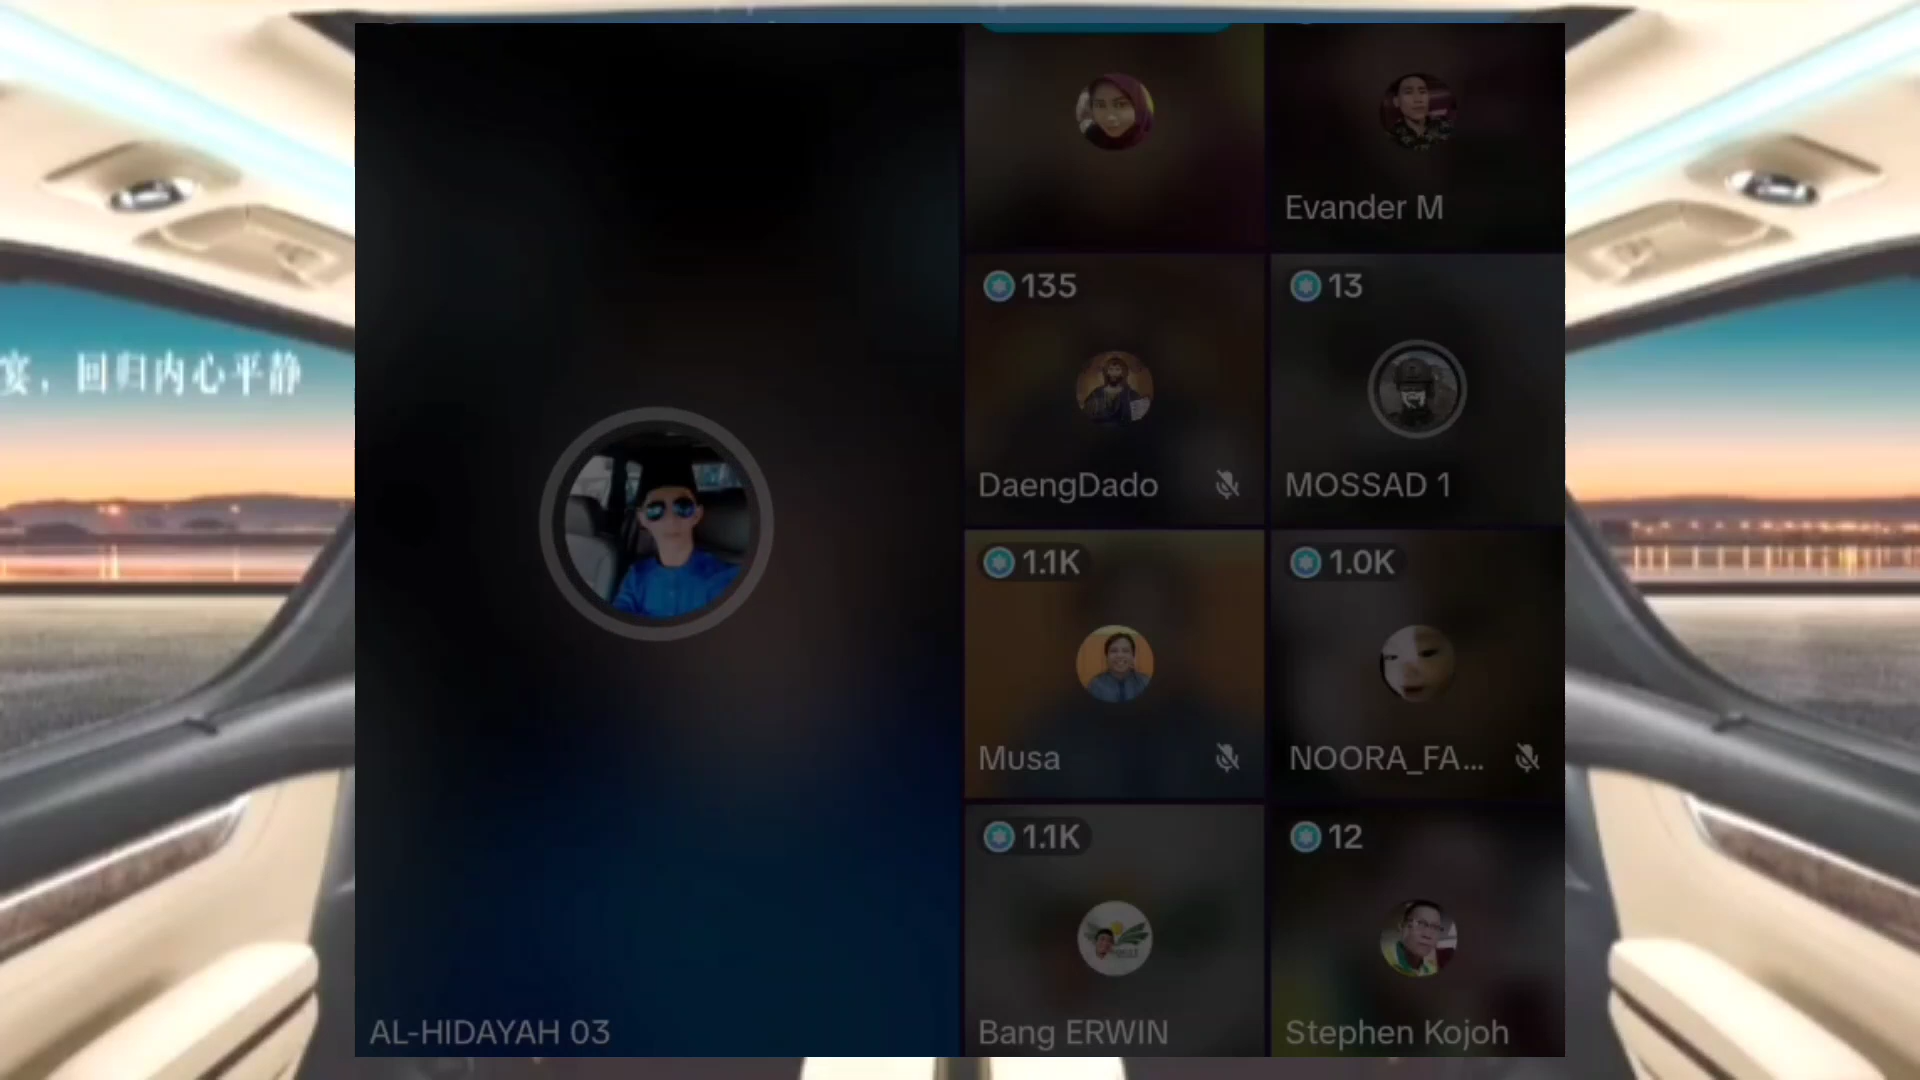 宴，回归内心平静
Evander M
135
13
DaengDado
MOSSAD 1
1.1K
1.0K
Musa
NOORA_FA...
1.1K
12
AL-HIDAYAH 03
Bang ERWIN
Stephen Kojoh